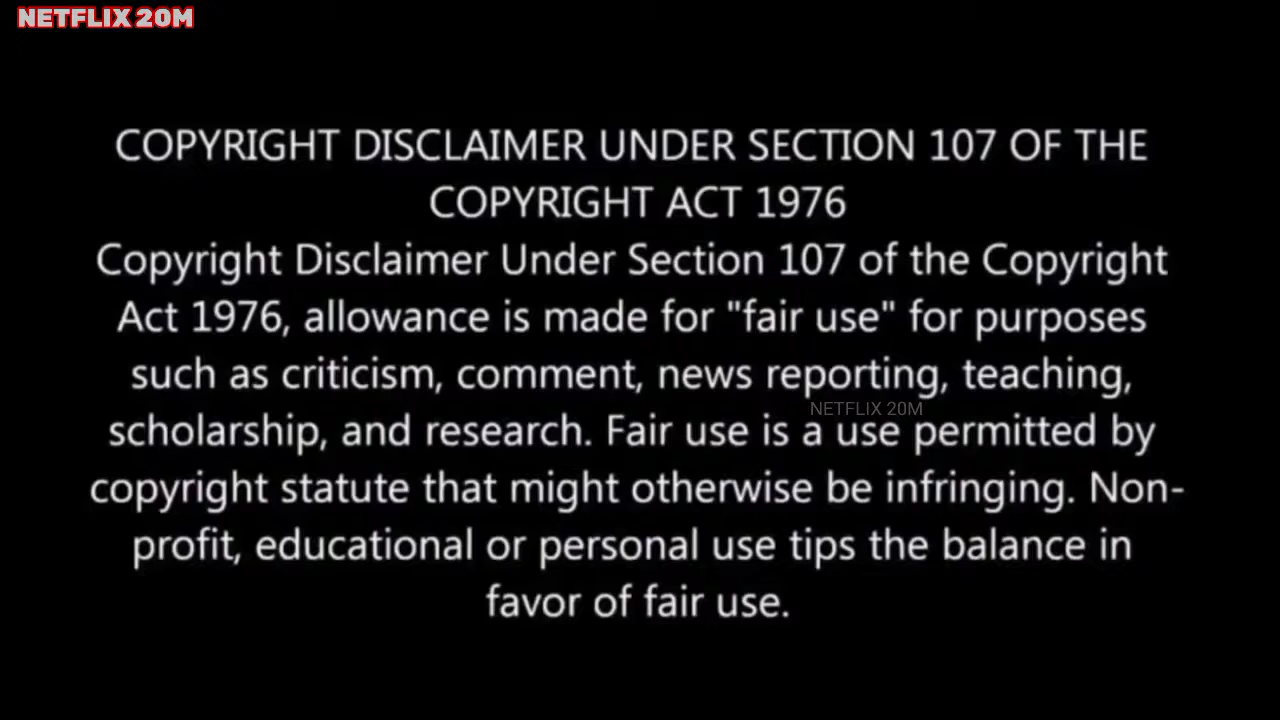 NETFLIX 20M
COPYRIGHT DISCLAIMER UNDER SECTION 107 OF THE
COPYRIGHT ACT 1976
Copyright Disclaimer Under Section 107 of the Copyright
Act 1976, allowance is made for "fair use" for purposes
such as criticism, comment, news reporting, teaching,
NETFLIX 20M
scholarship, and research. Fair use is a use permitted by
copyright statute that might otherwise be infringing. Non-
profit, educational or personal use tips the balance in
favor of fair use.